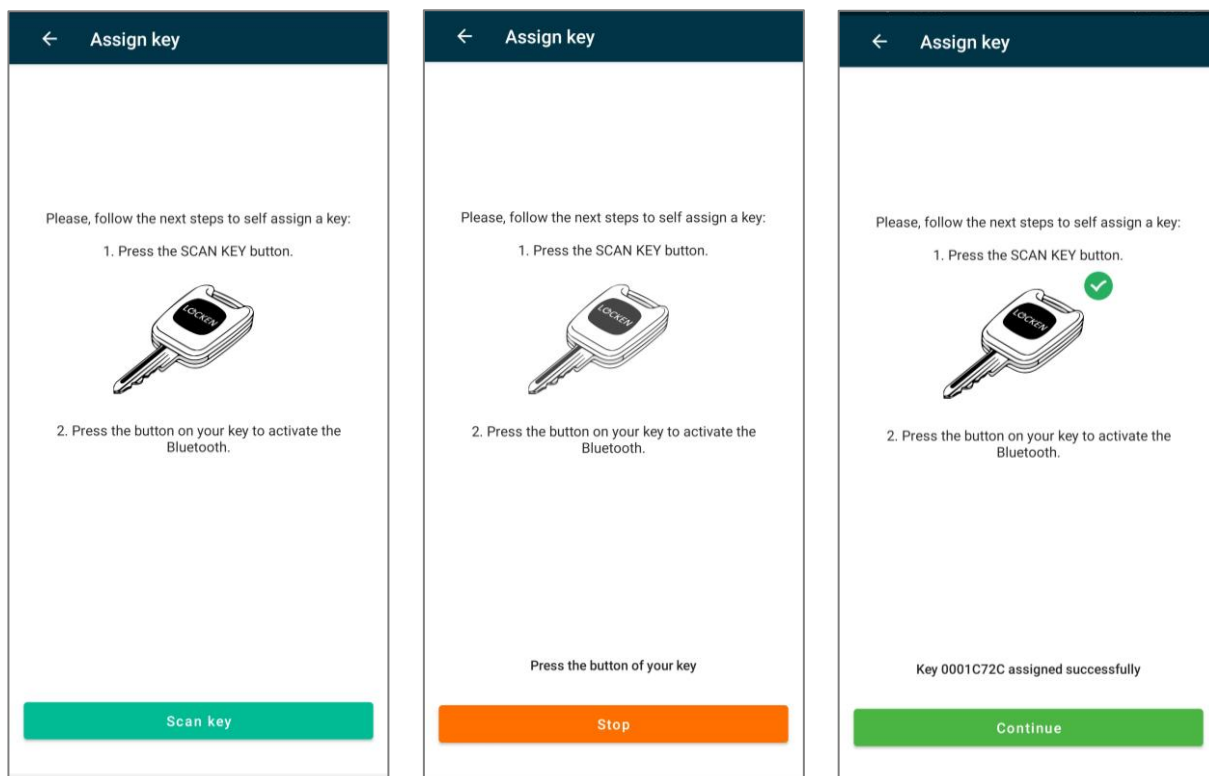 Assign key
Please, follow the next steps to self assign a key:
1. Press the SCAN KEY button.
LOCKEN
2. Press the button on your key to activate the
Bluetooth.
Scan key
Assign key
Please, follow the next steps to self assign a key:
1. Press the SCAN KEY button.
LOCKEN
2. Press the button on your key to activate the
Bluetooth.
Press the button of your key
Stop
Assign key
Please, follow the next steps to self assign a key:
1. Press the SCAN KEY button.
LOCKEN
2. Press the button on your key to activate the
Bluetooth.
Key 0001C72C assigned successfully
Continue